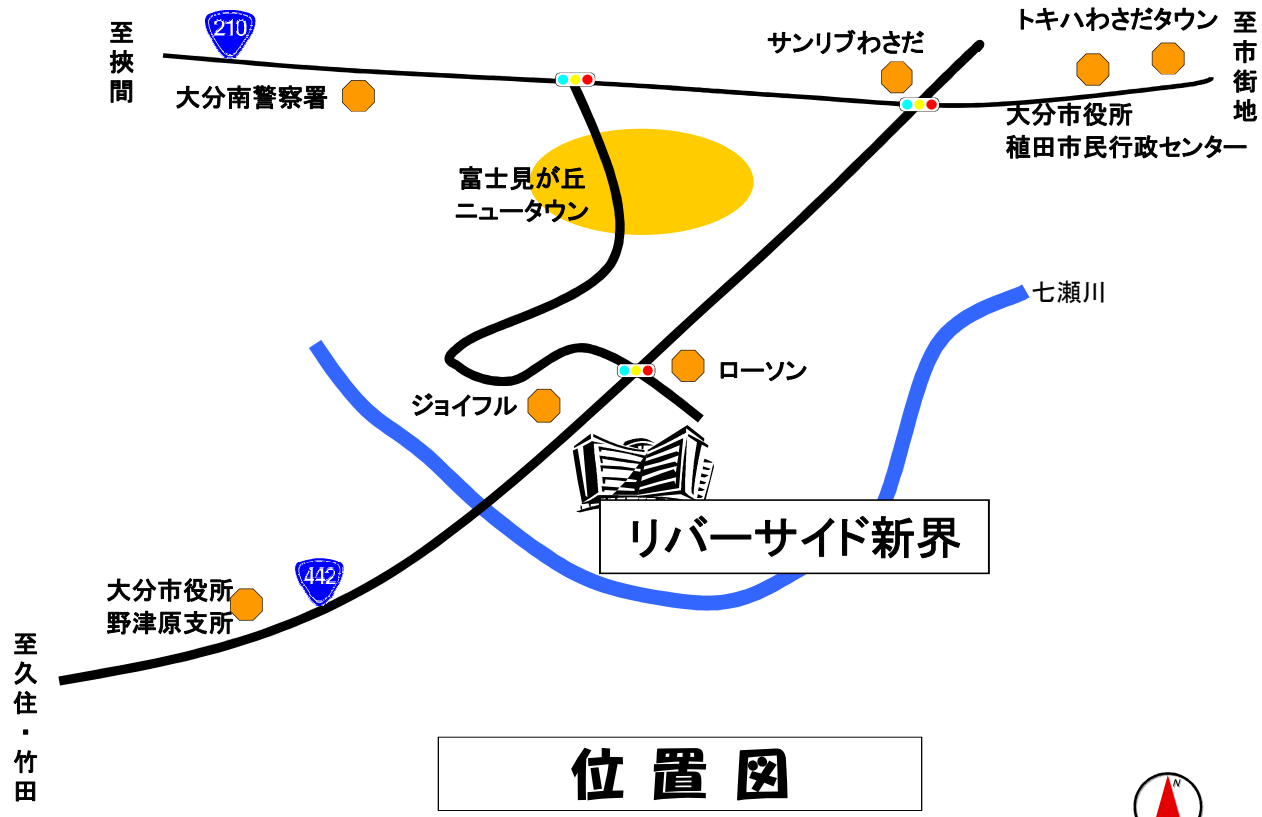 至挾間
210
大分南警察署
サンリブわさだ
トキハわさだタウン
至市街地
大分市役所
稙田市民行政センター
富士見が丘
ニュータウン
七瀬川
ローソン
ジョイフル
リバーサイド新界
442
大分市役所
野津原支所
至久住・竹田
位置図
N